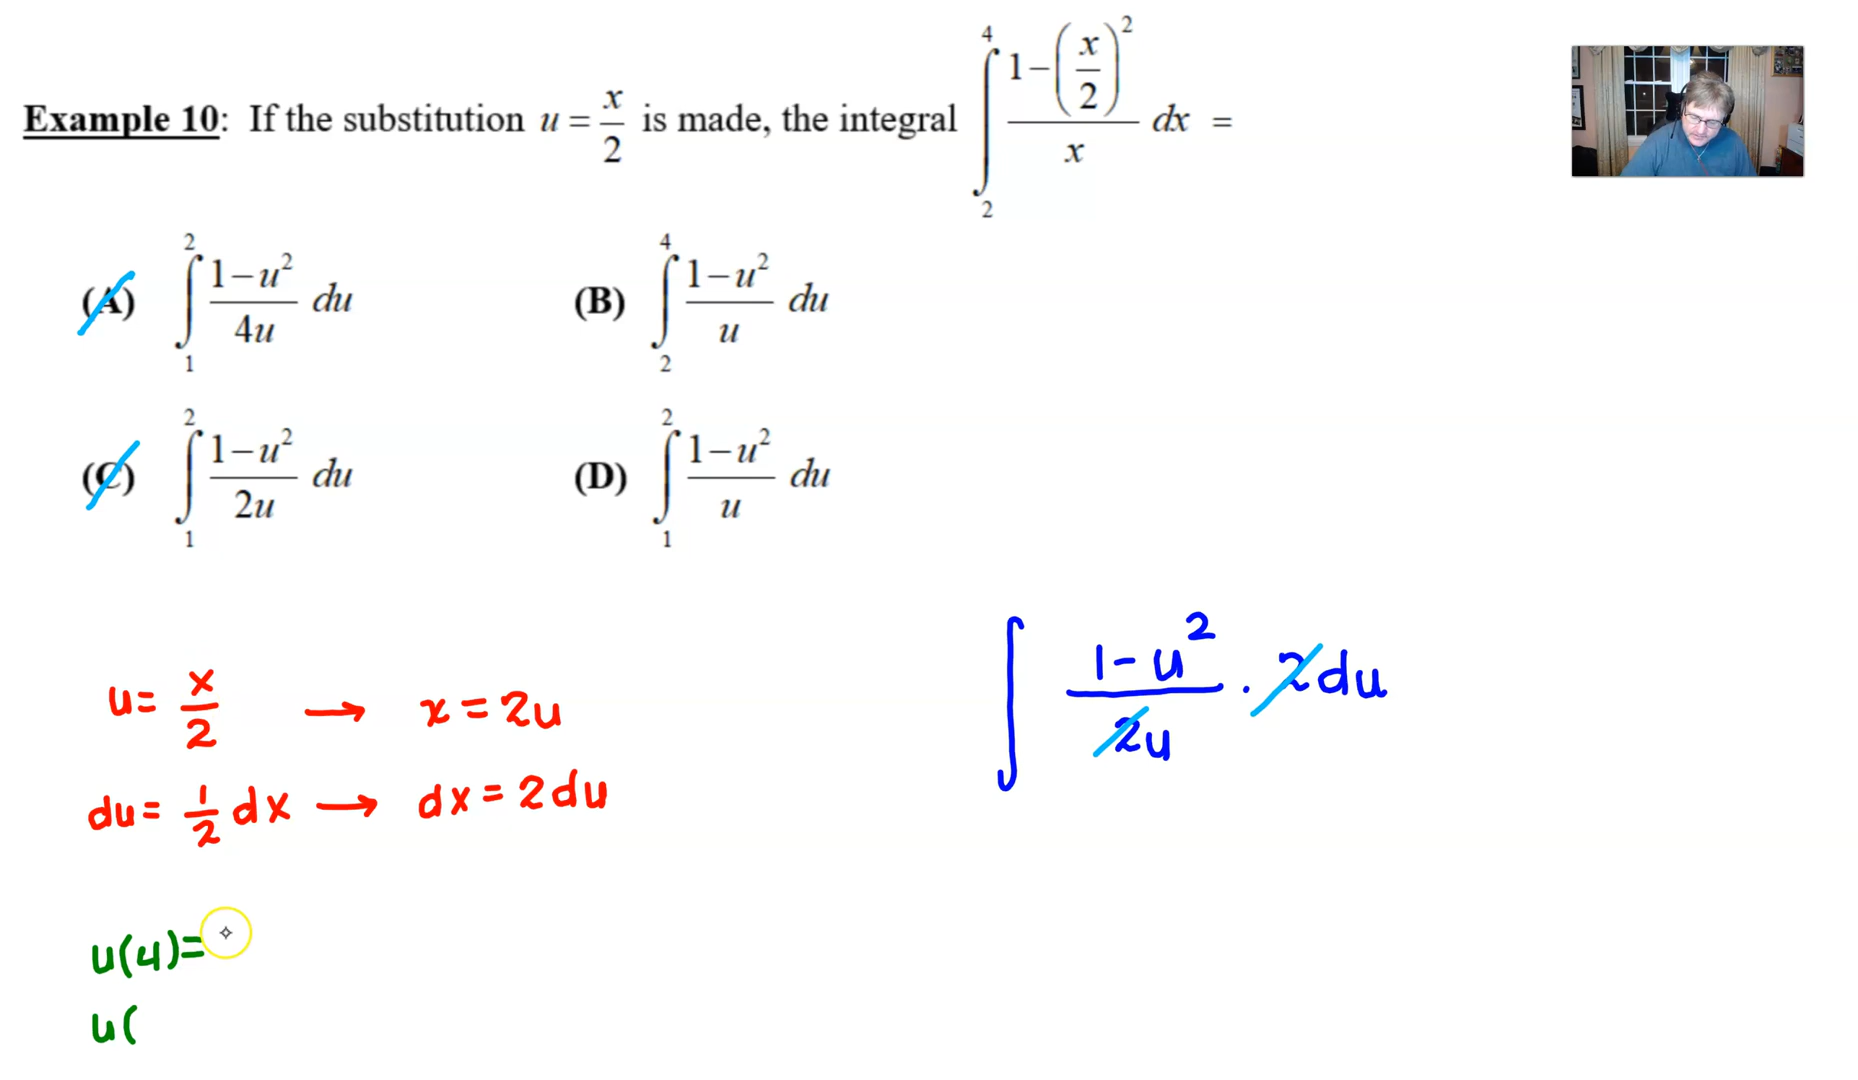 Example 10: If the substitution u = x/2 is made, the integral ∫₂⁴ (1−(x/2)²)/x dx =
(A) ∫₁² (1−u²)/(4u) du (B) ∫₂⁴ (1−u²)/u du
(C) ∫₁² (1−u²)/(2u) du (D) ∫₁² (1−u²)/u du
u = x/2 → x = 2u
du = 1/2 dx → dx = 2du
∫ (1−u²)/(2u) · 2du
u(4)=
u(